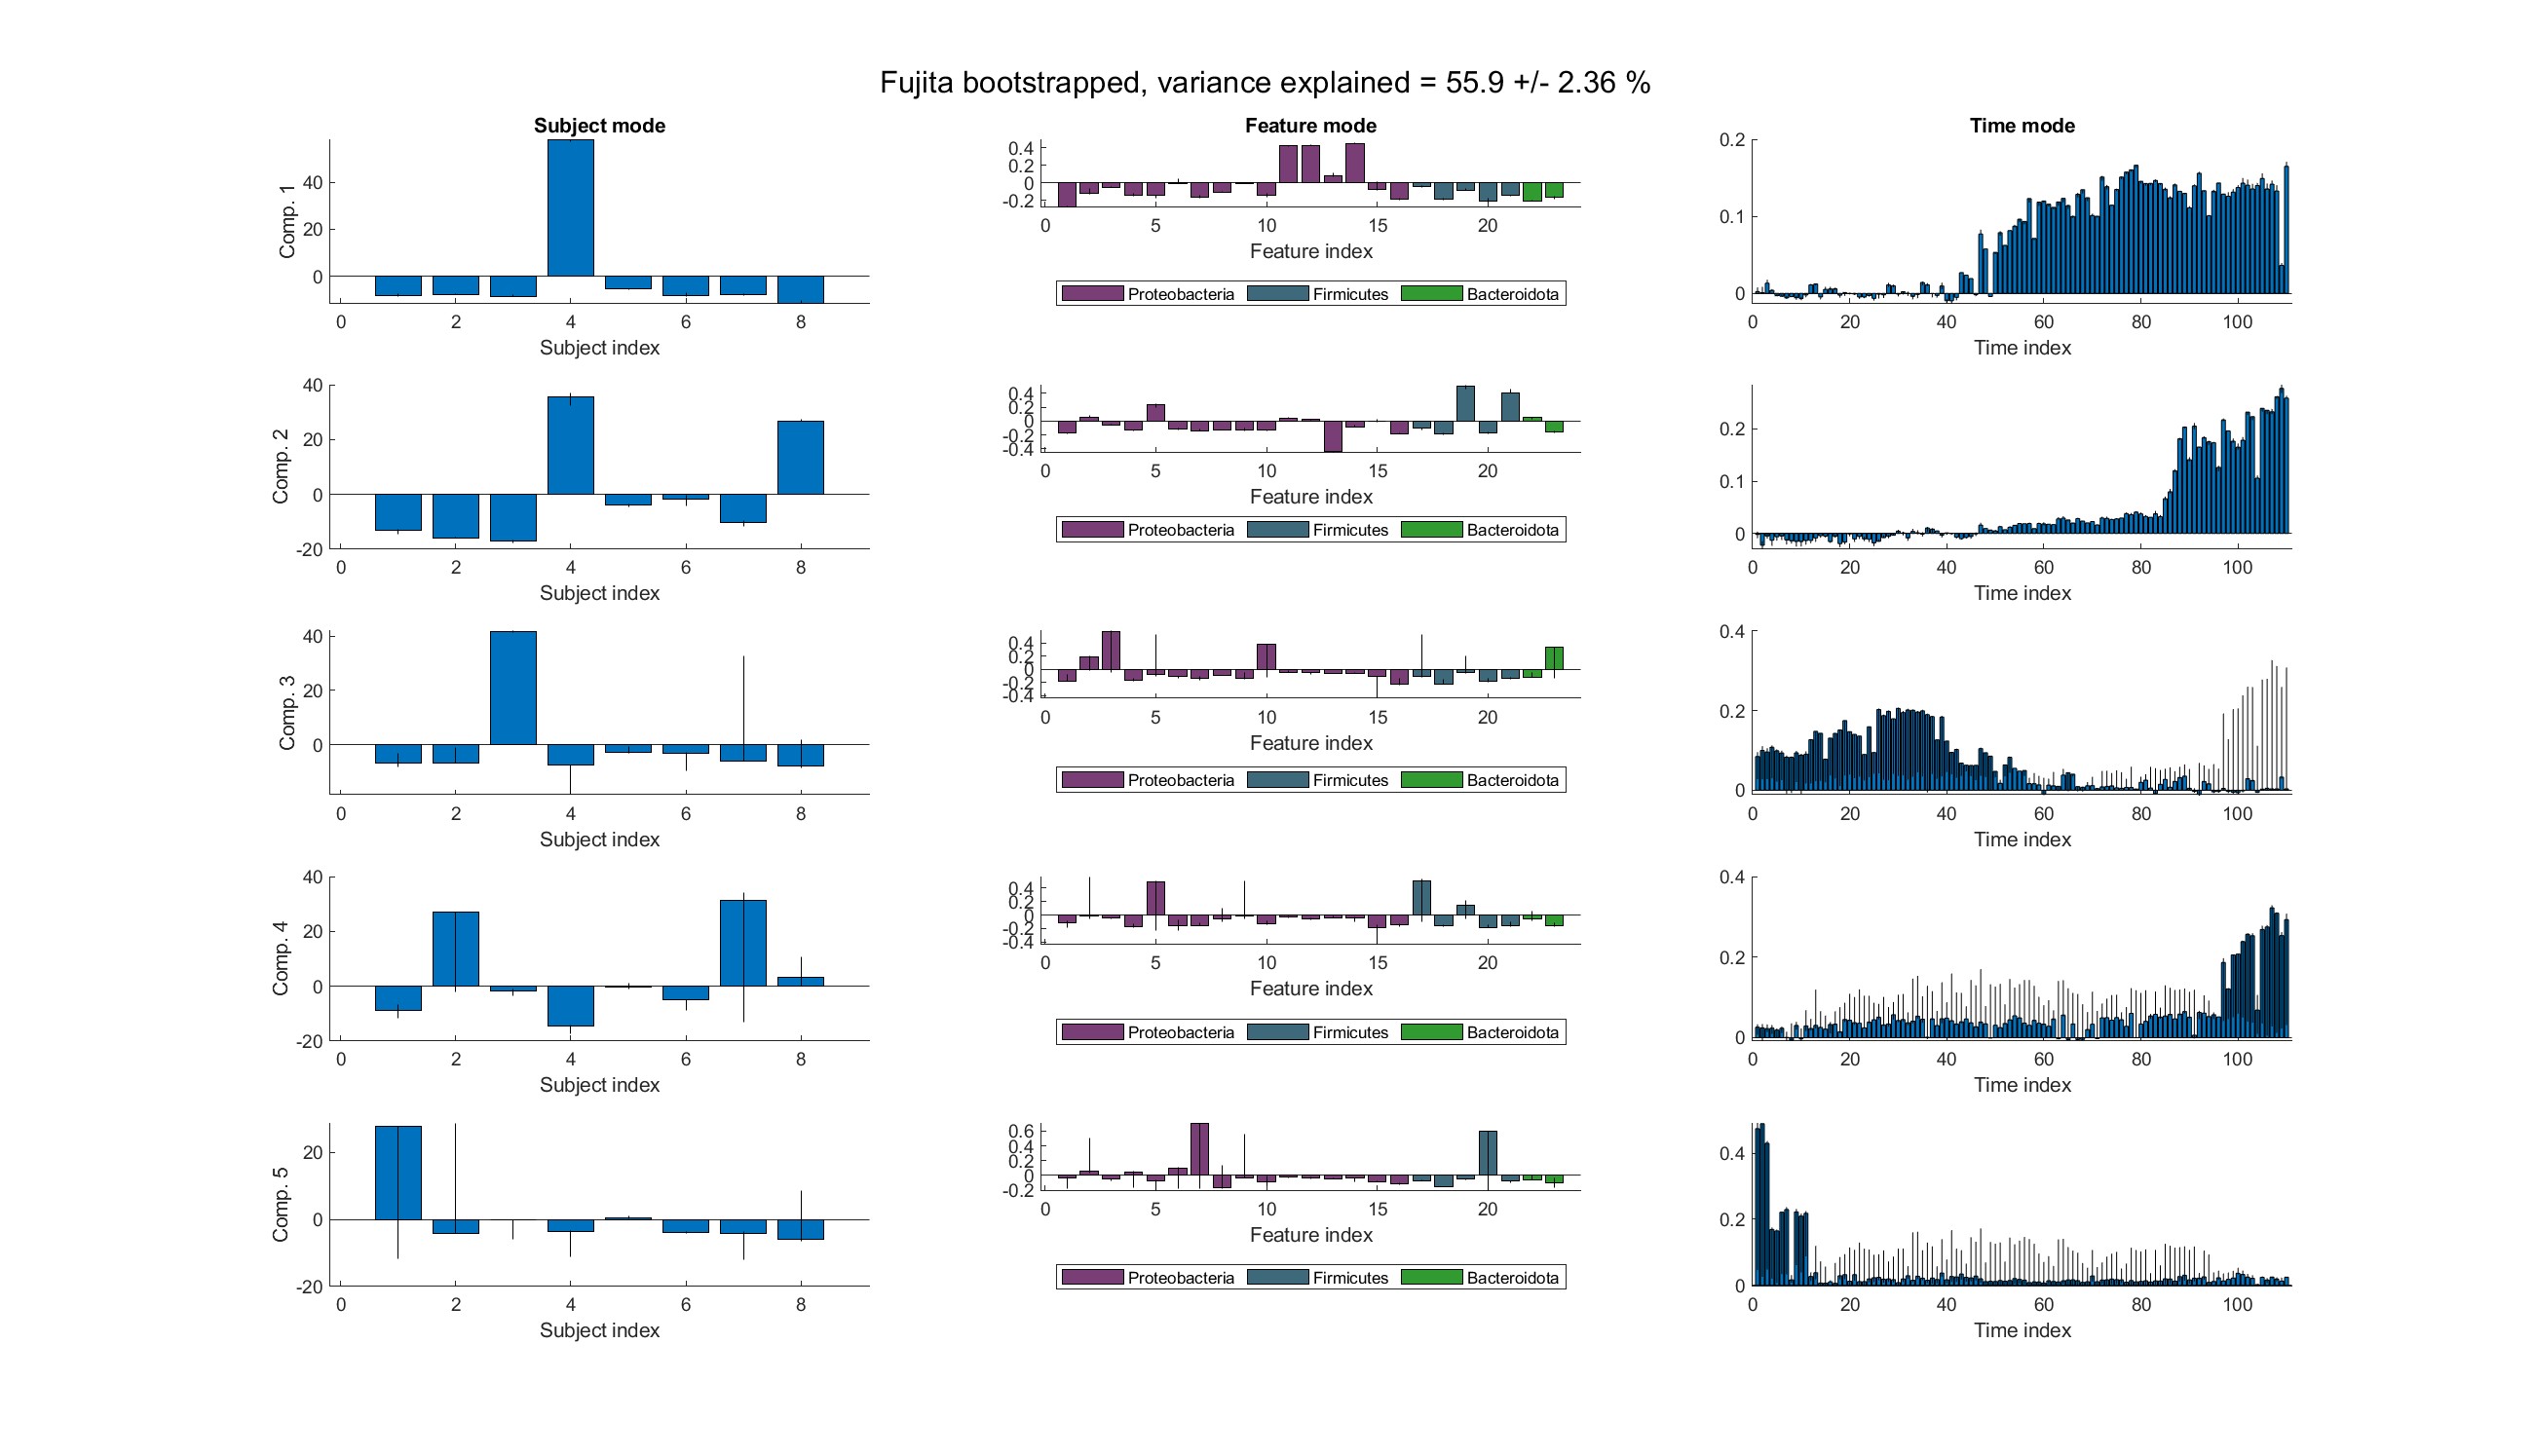 Fujita bootstrapped, variance explained = 55.9 +/- 2.36 %
Subject mode
Feature mode
Time mode
Comp. 1
40
20
0
0 2 4 6 8
Subject index
0.4
0.2
0
-0.2
0 5 10 15 20
Feature index
Proteobacteria Firmicutes Bacteroidota
0.2
0.1
0
0 20 40 60 80 100
Time index
Comp. 2
40
20
0
-20
0 2 4 6 8
Subject index
0.4
0.2
0
-0.2
-0.4
0 5 10 15 20
Feature index
Proteobacteria Firmicutes Bacteroidota
0.2
0.1
0
0 20 40 60 80 100
Time index
Comp. 3
40
20
0
0 2 4 6 8
Subject index
0.4
0.2
0
-0.2
-0.4
0 5 10 15 20
Feature index
Proteobacteria Firmicutes Bacteroidota
0.4
0.2
0
0 20 40 60 80 100
Time index
Comp. 4
40
20
0
-20
0 2 4 6 8
Subject index
0.4
0.2
0
-0.2
-0.4
0 5 10 15 20
Feature index
Proteobacteria Firmicutes Bacteroidota
0.4
0.2
0
0 20 40 60 80 100
Time index
Comp. 5
20
0
-20
0 2 4 6 8
Subject index
0.6
0.4
0.2
0
-0.2
0 5 10 15 20
Feature index
Proteobacteria Firmicutes Bacteroidota
0.4
0.2
0
0 20 40 60 80 100
Time index